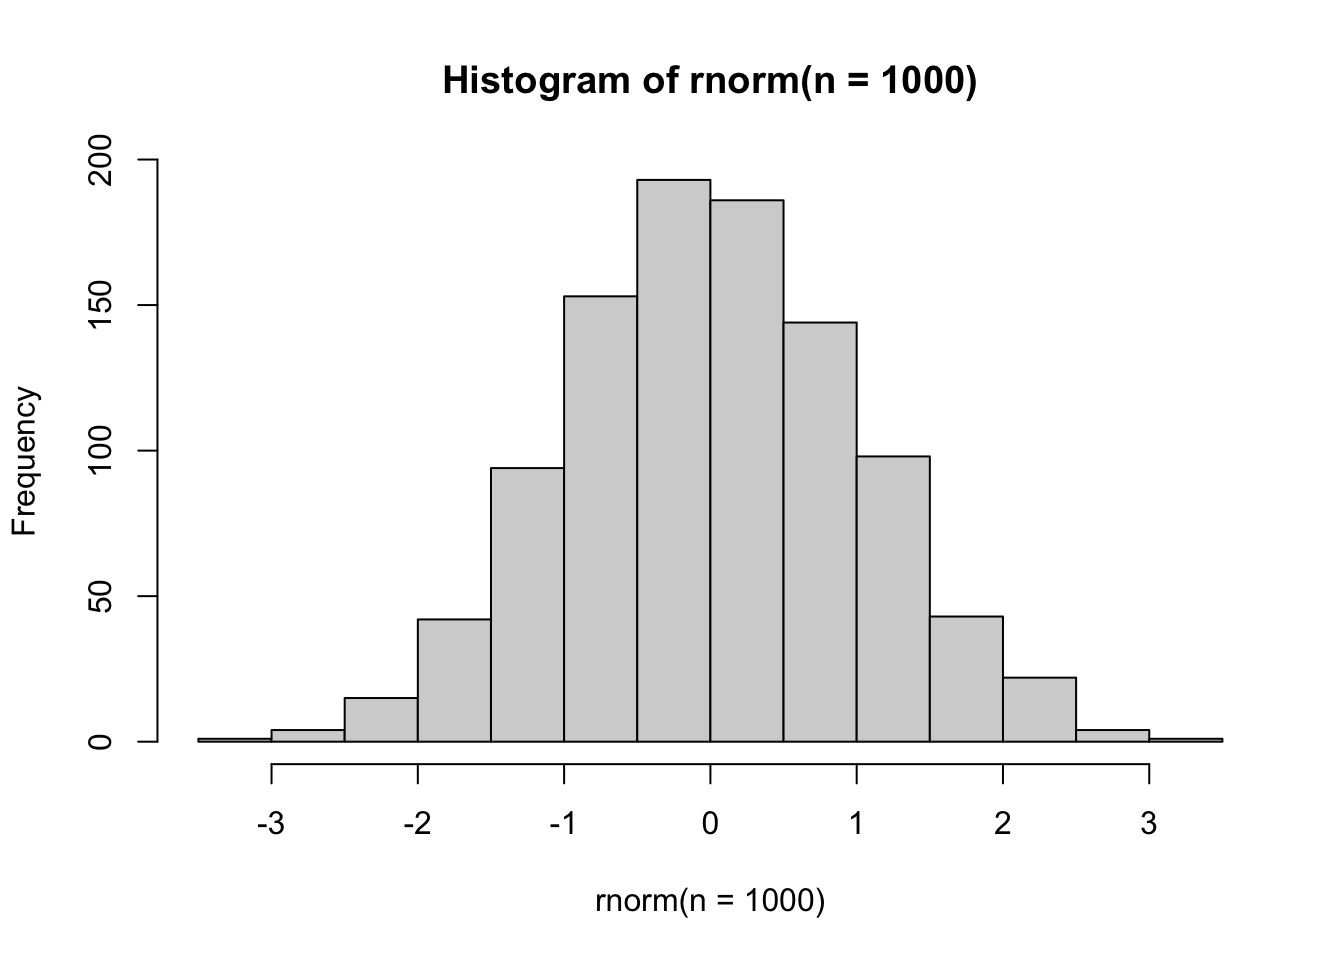 Histogram of rnorm(n = 1000)
Frequency
200
150
100
50
0
-3 -2 -1 0 1 2 3
rnorm(n = 1000)